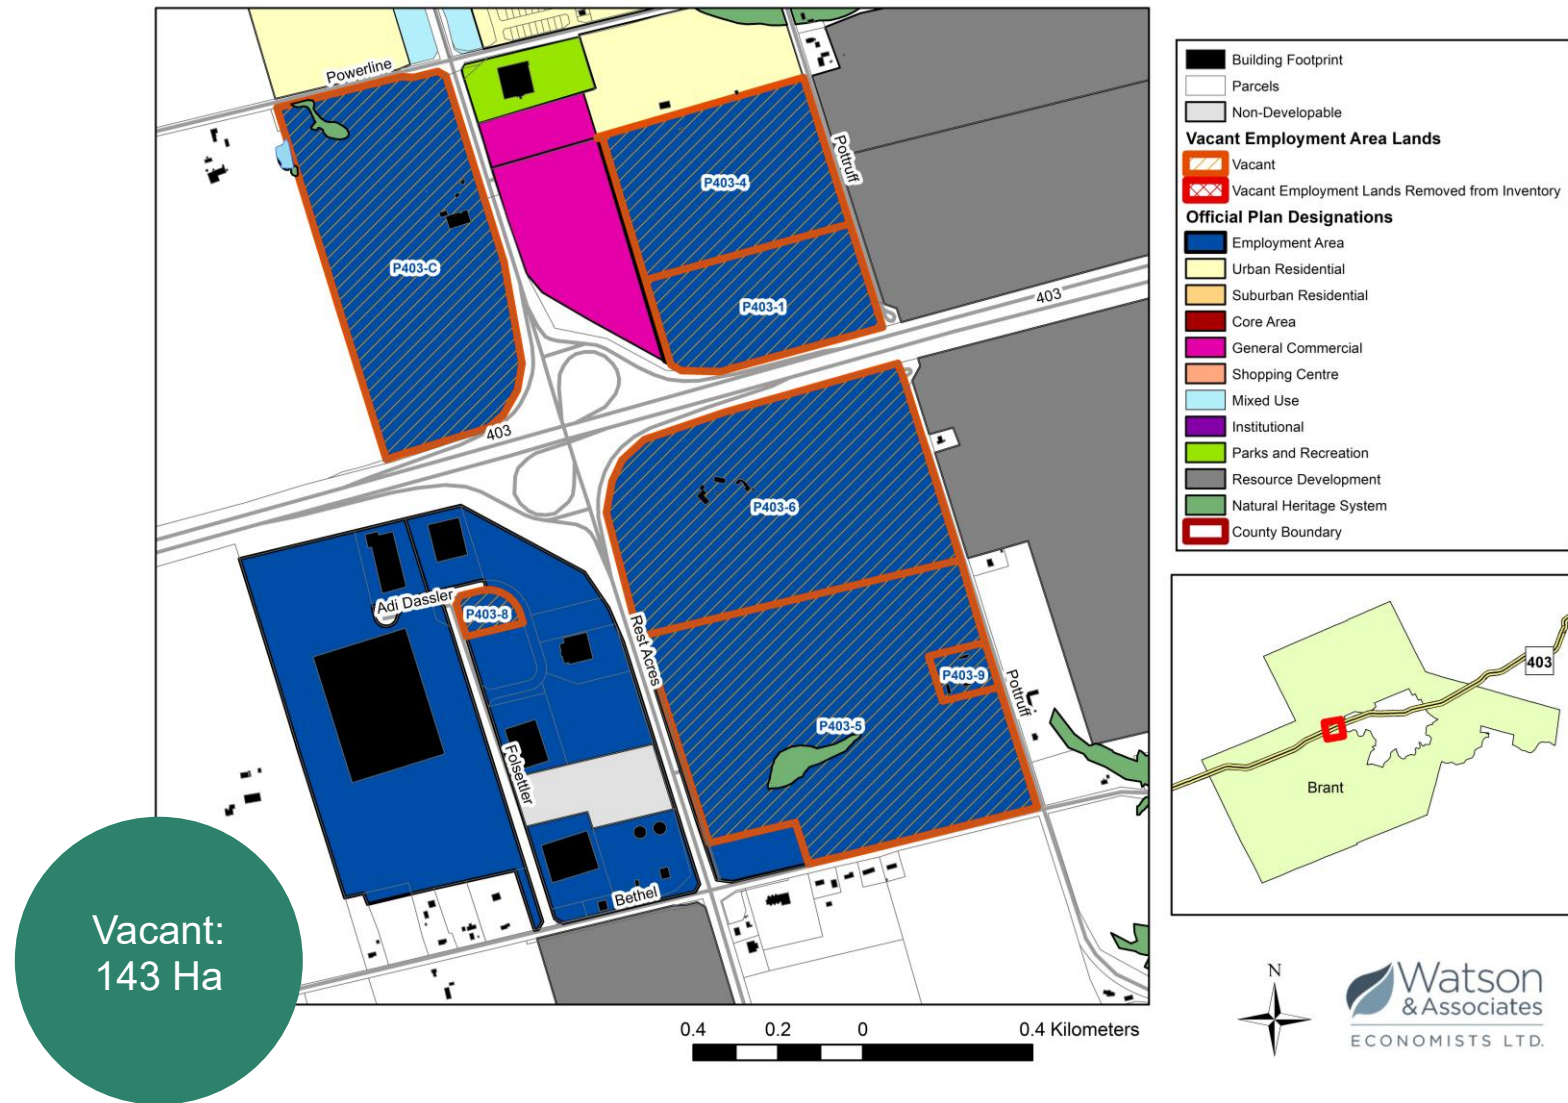 Powerline
P403-4
Pottruff
P403-C
P403-1
403
403
P403-6
Adi Dassler
P403-8
Rest Acres
P403-9
Pottruff
P403-5
Folsettler
Bethel
Vacant:
143 Ha
0.4 0.2 0 0.4 Kilometers
Building Footprint
Parcels
Non-Developable
Vacant Employment Area Lands
Vacant
Vacant Employment Lands Removed from Inventory
Official Plan Designations
Employment Area
Urban Residential
Suburban Residential
Core Area
General Commercial
Shopping Centre
Mixed Use
Institutional
Parks and Recreation
Resource Development
Natural Heritage System
County Boundary
403
Brant
N
Watson
& Associates
ECONOMISTS LTD.